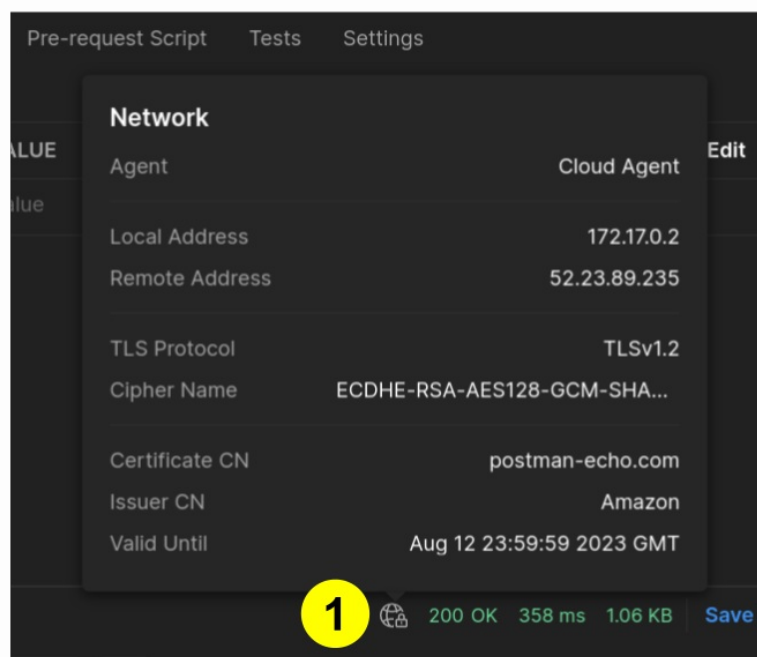 Pre-request Script Tests Settings
Network
ALUE Edit
Agent Cloud Agent
alue
Local Address 172.17.0.2
Remote Address 52.23.89.235
TLS Protocol TLSv1.2
Cipher Name ECDHE-RSA-AES128-GCM-SHA...
Certificate CN postman-echo.com
Issuer CN Amazon
Valid Until Aug 12 23:59:59 2023 GMT
1 200 OK 358 ms 1.06 KB Save